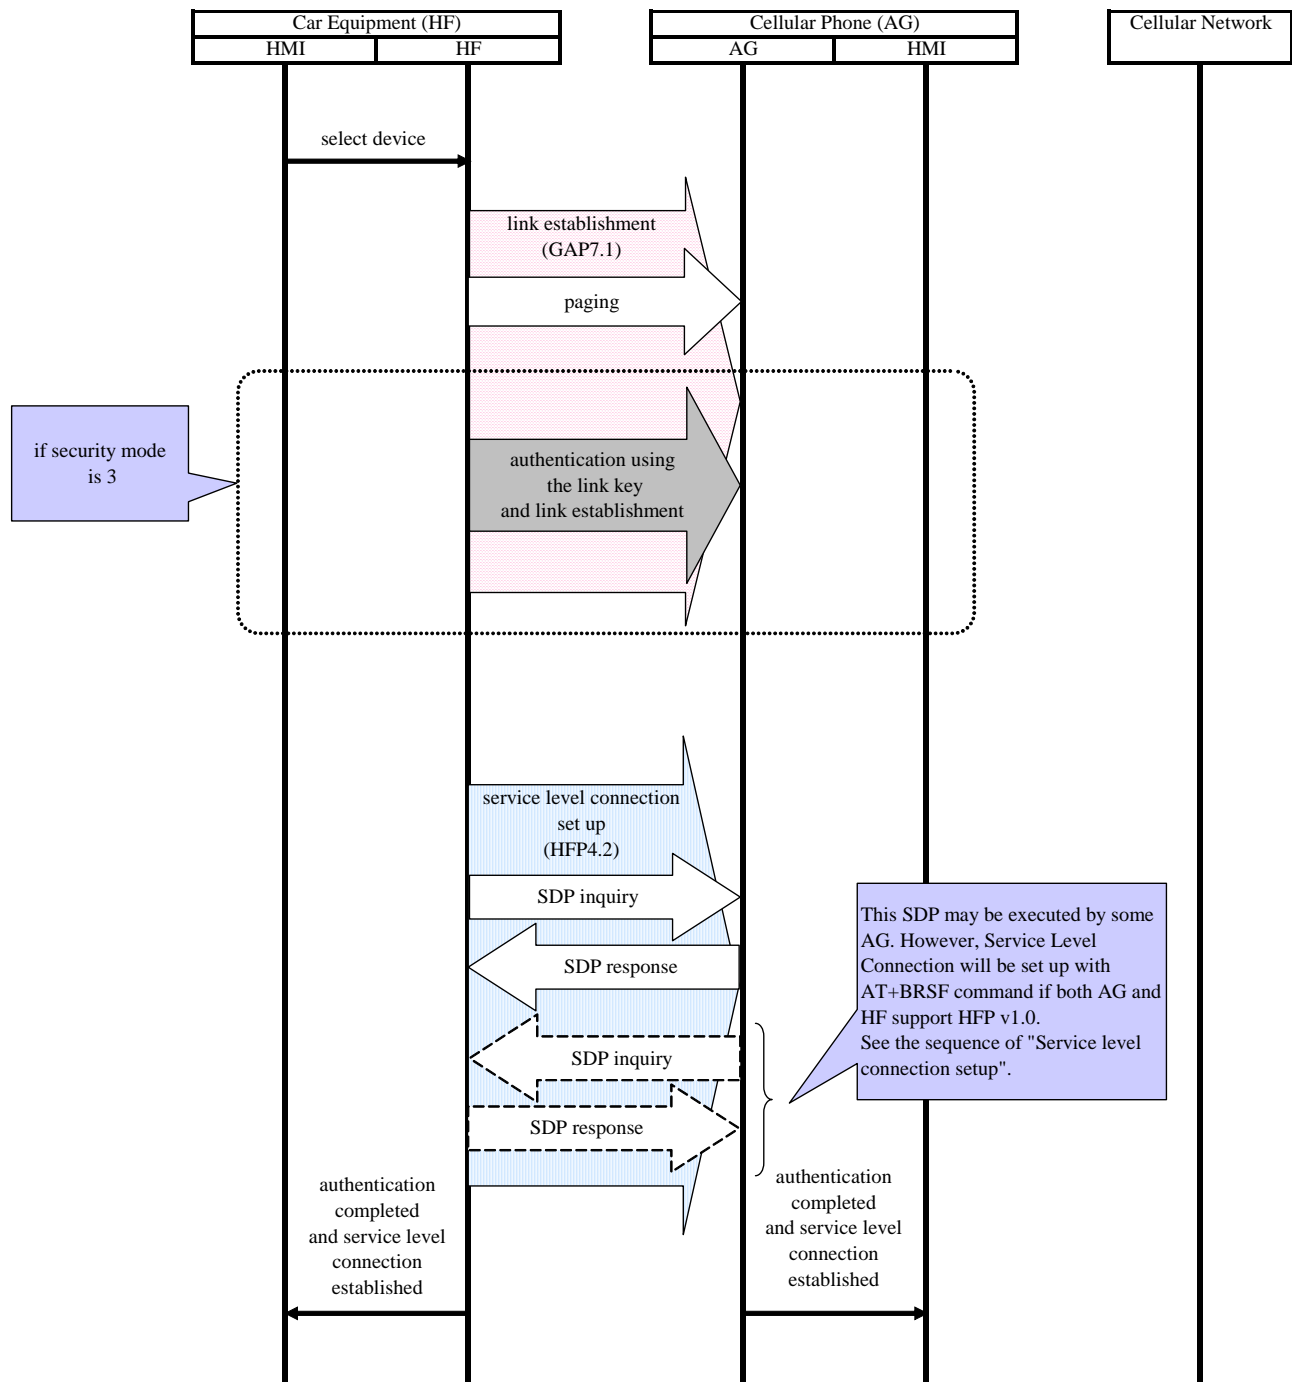 Car Equipment (HF)
Cellular Phone (AG)
Cellular Network
HMI
HF
AG
HMI
select device
link establishment
(GAP7.1)
paging
if security mode
is 3
authentication using
the link key
and link establishment
service level connection
set up
(HFP4.2)
SDP inquiry
SDP response
SDP inquiry
SDP response
This SDP may be executed by some
AG. However, Service Level
Connection will be set up with
AT+BRSF command if both AG and
HF support HFP v1.0.
See the sequence of "Service level
connection setup".
authentication
completed
and service level
connection
established
authentication
completed
and service level
connection
established